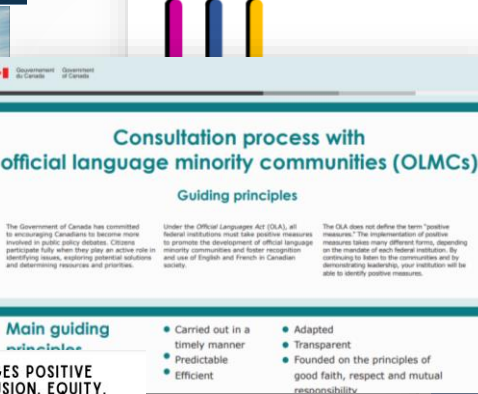 Gouvernement du Canada
Government of Canada
Consultation process with
official language minority communities (OLMCs)
Guiding principles
The Government of Canada has committed
to encouraging Canadians to become more
involved in public policy debates. Citizens
participate fully when they play an active role in
identifying issues, exploring potential solutions
and determining resources and priorities.
Under the Official Languages Act (OLA), all
federal institutions must take positive measures
to promote the development of official language
minority communities and foster recognition
and use of English and French in Canadian
society.
The OLA does not define the term "positive
measures." The implementation of positive
measures takes many different forms, depending
on the mandate of each federal institution. By
continuing to listen to the communities and by
demonstrating leadership, your institution will be
able to identify positive measures.
Main guiding
principles
Carried out in a
timely manner
Predictable
Efficient
Adapted
Transparent
Founded on the principles of
good faith, respect and mutual
responsibility
ES POSITIVE
SION, EQUITY,